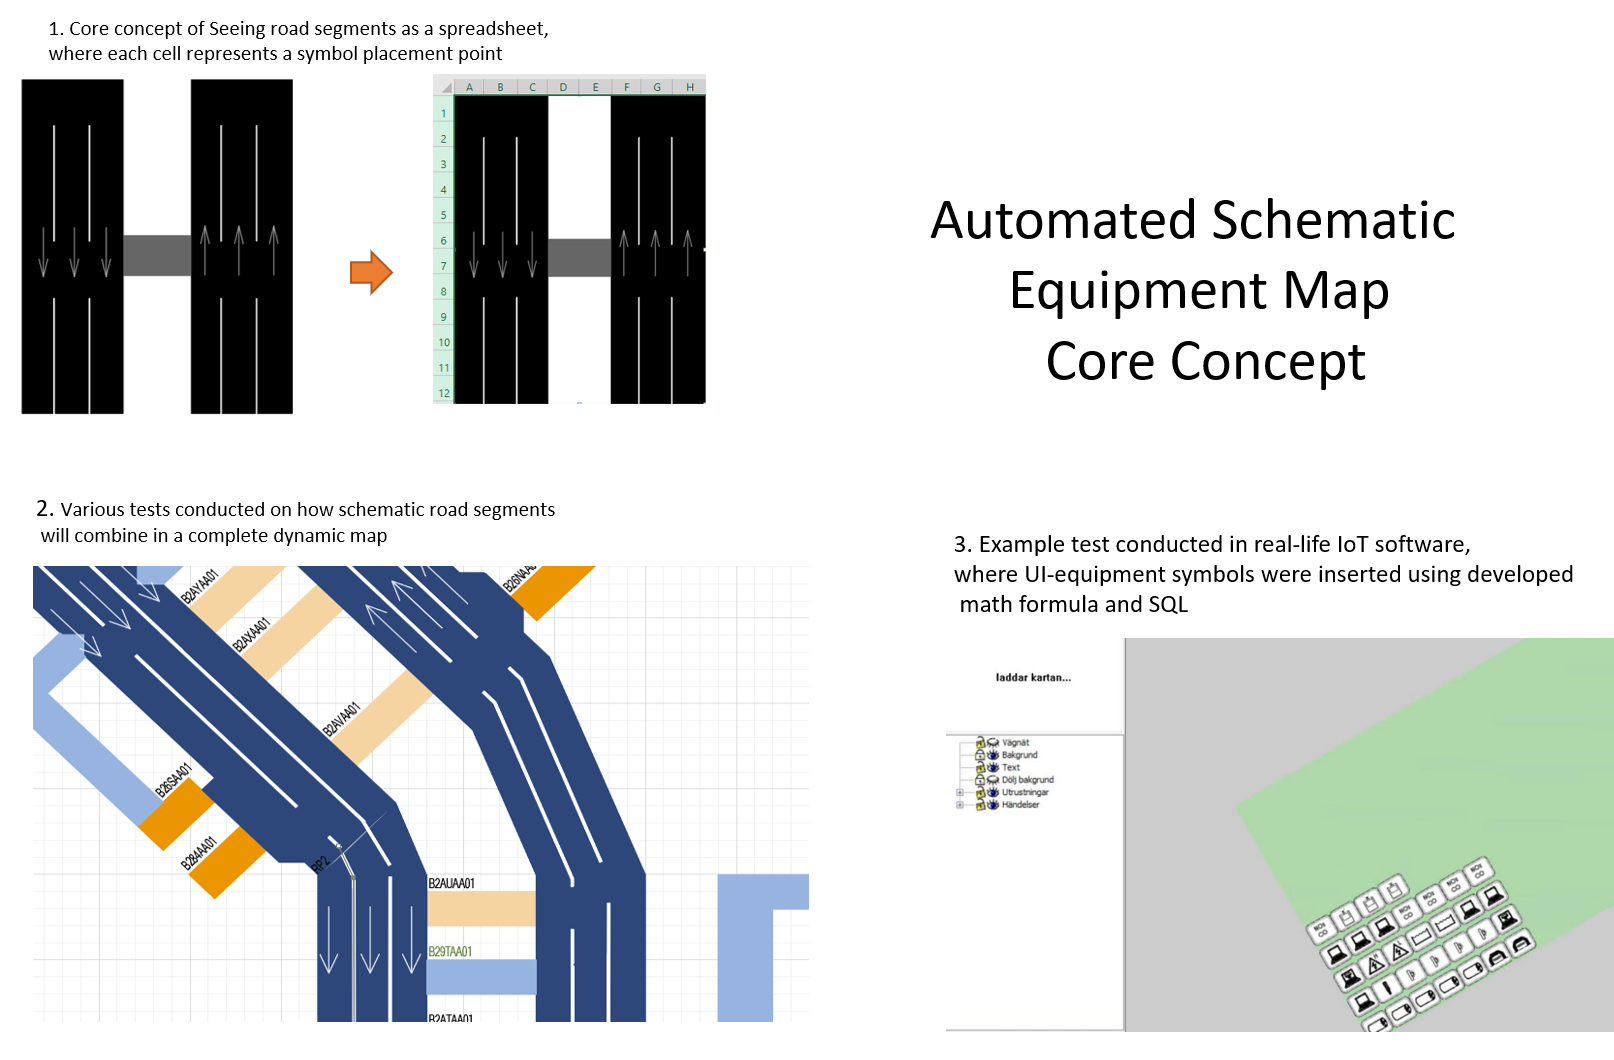 1. Core concept of Seeing road segments as a spreadsheet,
where each cell represents a symbol placement point
A B C D E F G H
1
2
3
4
5
6
7
8
9
10
11
12
Automated Schematic
Equipment Map
Core Concept
2. Various tests conducted on how schematic road segments
will combine in a complete dynamic map
B2AYAA01
B2AXAA01
B2AVAA01
B26SAA01
B284AA01
RP2
B2AUAA01
B29TAA01
B2ATAA01
3. Example test conducted in real-life IoT software,
where UI-equipment symbols were inserted using developed
math formula and SQL
laddar kartan...
Vägnät
Bakgrund
Text
Dölj bakgrund
Utrustningar
Händelser